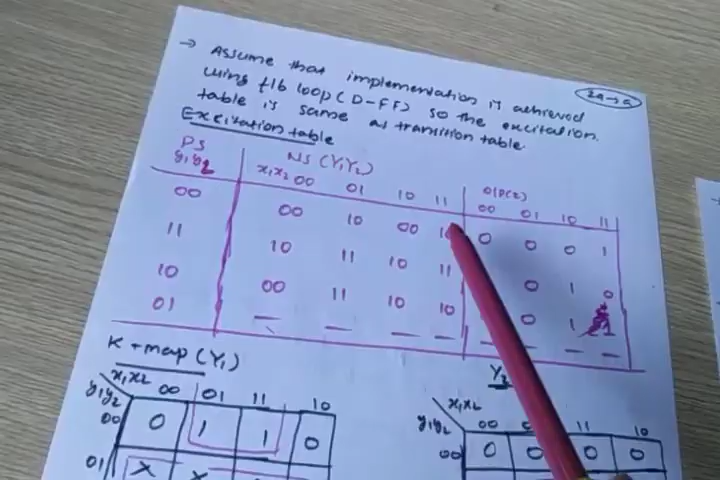 → Assume that implementation is achieved
using f/b loop (D-FF) so the excitation
table is same as transition table.
2a→a
Excitation table
PS NS (Y₁Y₂) O/P(Z)
y₁y₂ x₁x₂ 00 01 10 11 00 01 10 11
00 00 10 00 10 0 0 0 1
11 10 11 10 11 0 1 0
10 00 11 10 10 0 1
01 — — — — — —
K-map (Y₁)
x₁x₂ 00 01 11 10
y₁y₂
00 0 1 1 0
01 X X
x₁x₂
y₁y₂ 00 11 10
00 0 0 0 0